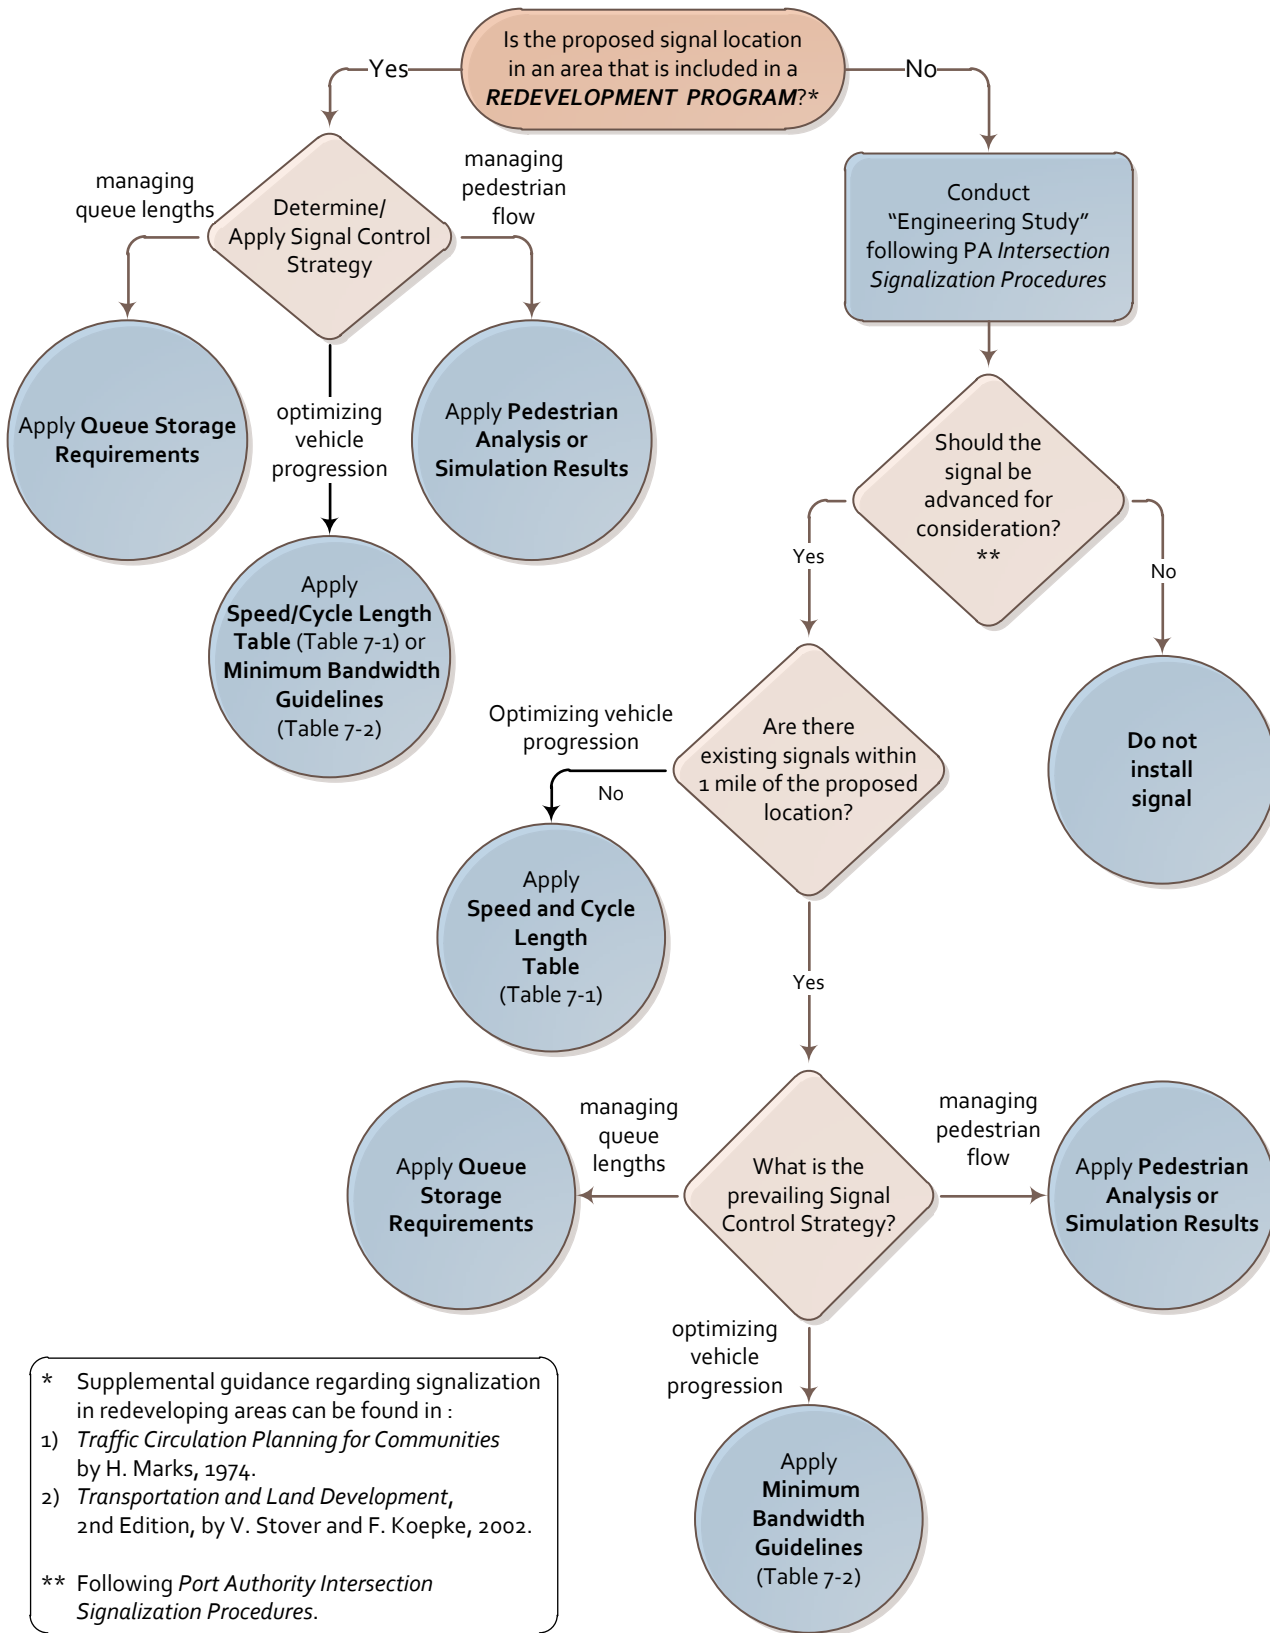 Is the proposed signal location
in an area that is included in a
REDEVELOPMENT PROGRAM?*
Yes
No
managing
queue lengths
Determine/
Apply Signal Control
Strategy
managing
pedestrian
flow
Conduct
“Engineering Study”
following PA Intersection
Signalization Procedures
Apply Queue Storage
Requirements
optimizing
vehicle
progression
Apply Pedestrian
Analysis or
Simulation Results
Should the
signal be
advanced for
consideration?
**
Yes
No
Apply
Speed/Cycle Length
Table (Table 7-1) or
Minimum Bandwidth
Guidelines
(Table 7-2)
Optimizing vehicle
progression
No
Are there
existing signals within
1 mile of the proposed
location?
Do not
install
signal
Apply
Speed and Cycle
Length
Table
(Table 7-1)
Yes
managing
queue
lengths
managing
pedestrian
flow
Apply Queue
Storage
Requirements
What is the
prevailing Signal
Control Strategy?
Apply Pedestrian
Analysis or
Simulation Results
optimizing
vehicle
progression
Apply
Minimum
Bandwidth
Guidelines
(Table 7-2)
* Supplemental guidance regarding signalization
in redeveloping areas can be found in :
1) Traffic Circulation Planning for Communities
by H. Marks, 1974.
2) Transportation and Land Development,
2nd Edition, by V. Stover and F. Koepke, 2002.
** Following Port Authority Intersection
Signalization Procedures.